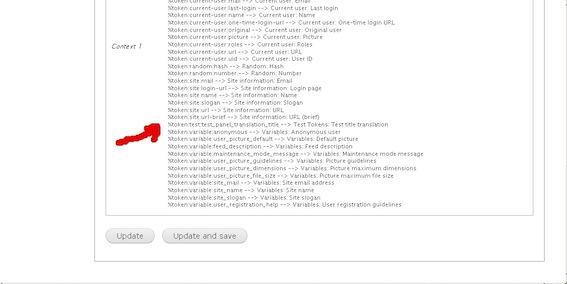 %token:current-user:mail --> Current user: Email
%token:current-user:last-login --> Current user: Last login
%token:current-user:name --> Current user: Name
%token:current-user:one-time-login-url --> Current user: One-time login URL
%token:current-user:original --> Current user: Original user
%token:current-user:picture --> Current user: Picture
Context 1
%token:current-user:roles --> Current user: Roles
%token:current-user:url --> Current user: URL
%token:current-user:uid --> Current user: User ID
%token:random:hash --> Random: Hash
%token:random:number --> Random: Number
%token:site:mail --> Site information: Email
%token:site:login-url --> Site information: Login page
%token:site:name --> Site information: Name
%token:site:slogan --> Site information: Slogan
%token:site:url --> Site information: URL
%token:site:url-brief --> Site information: URL (brief)
%token:test:test_panel_translation_title --> Test Tokens: Test title translation
%token:variable:anonymous --> Variables: Anonymous user
%token:variable:user_picture_default --> Variables: Default picture
%token:variable:feed_description --> Variables: Feed description
%token:variable:maintenance_mode_message --> Variables: Maintenance mode message
%token:variable:user_picture_guidelines --> Variables: Picture guidelines
%token:variable:user_picture_dimensions --> Variables: Picture maximum dimensions
%token:variable:user_picture_file_size --> Variables: Picture maximum file size
%token:variable:site_mail --> Variables: Site email address
%token:variable:site_name --> Variables: Site name
%token:variable:site_slogan --> Variables: Site slogan
%token:variable:user_registration_help --> Variables: User registration guidelines
Update
Update and save